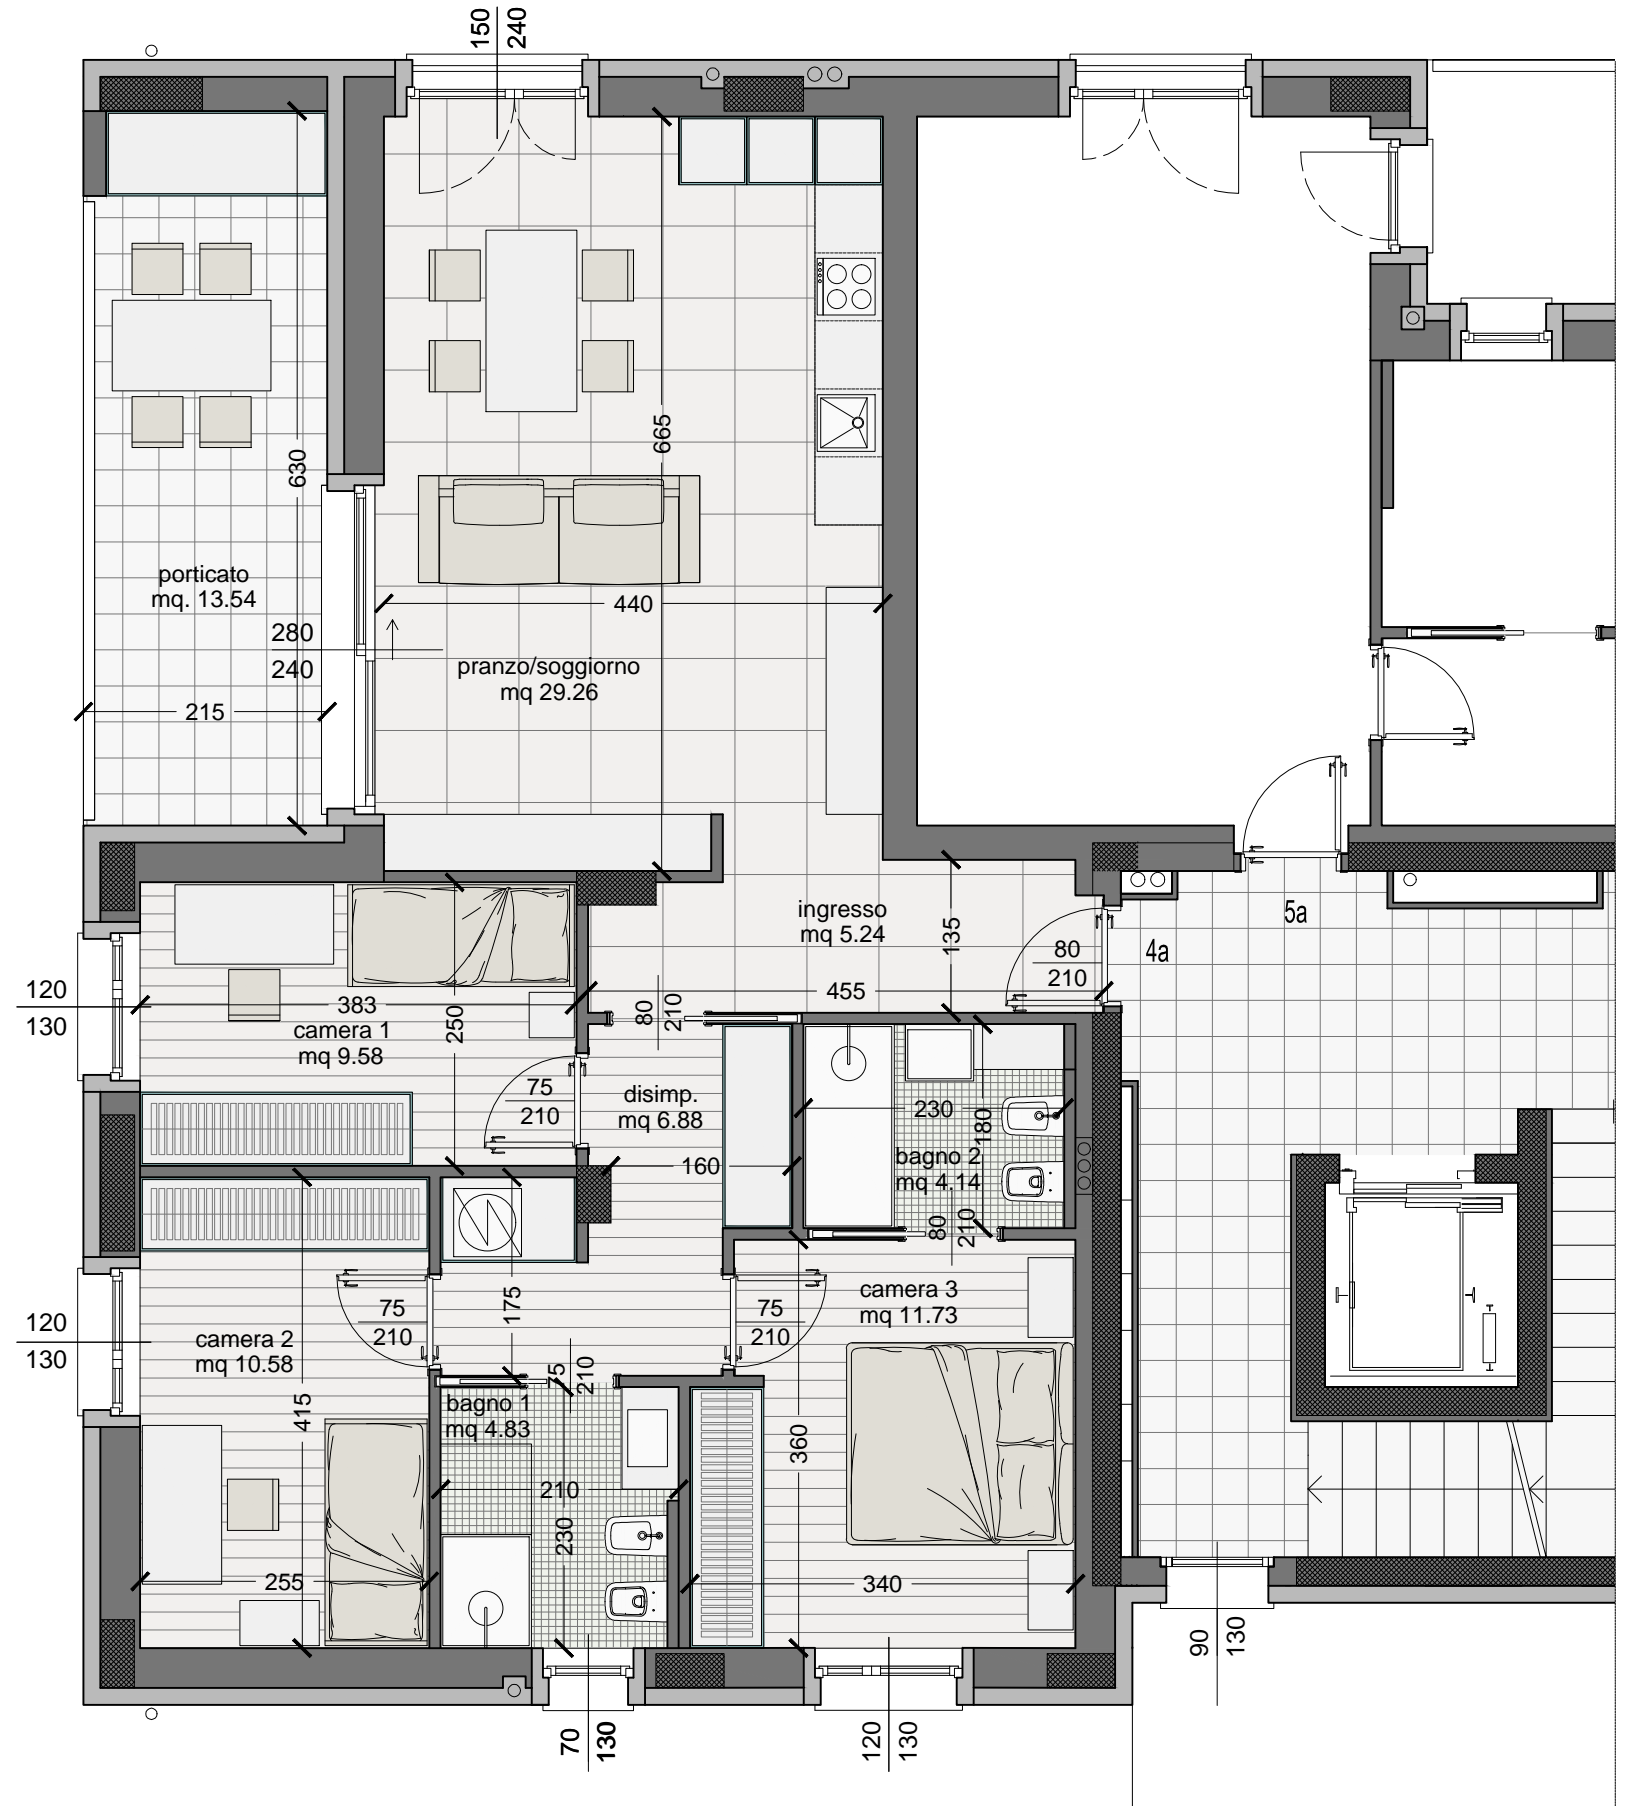 150
240
630
665
porticato
mq. 13.54
440
280
240
pranzo/soggiorno
mq 29.26
215
ingresso
mq 5.24
135
5a
4a
80
210
455
120
130
383
camera 1
mq 9.58
250
80
210
75
210
disimp.
mq 6.88
230
180
bagno 2
mq 4.14
160
80
210
120
130
camera 2
mq 10.58
75
210
175
75
210
camera 3
mq 11.73
75
210
bagno 1
mq 4.83
415
360
210
230
255
340
90
130
70
130
120
130